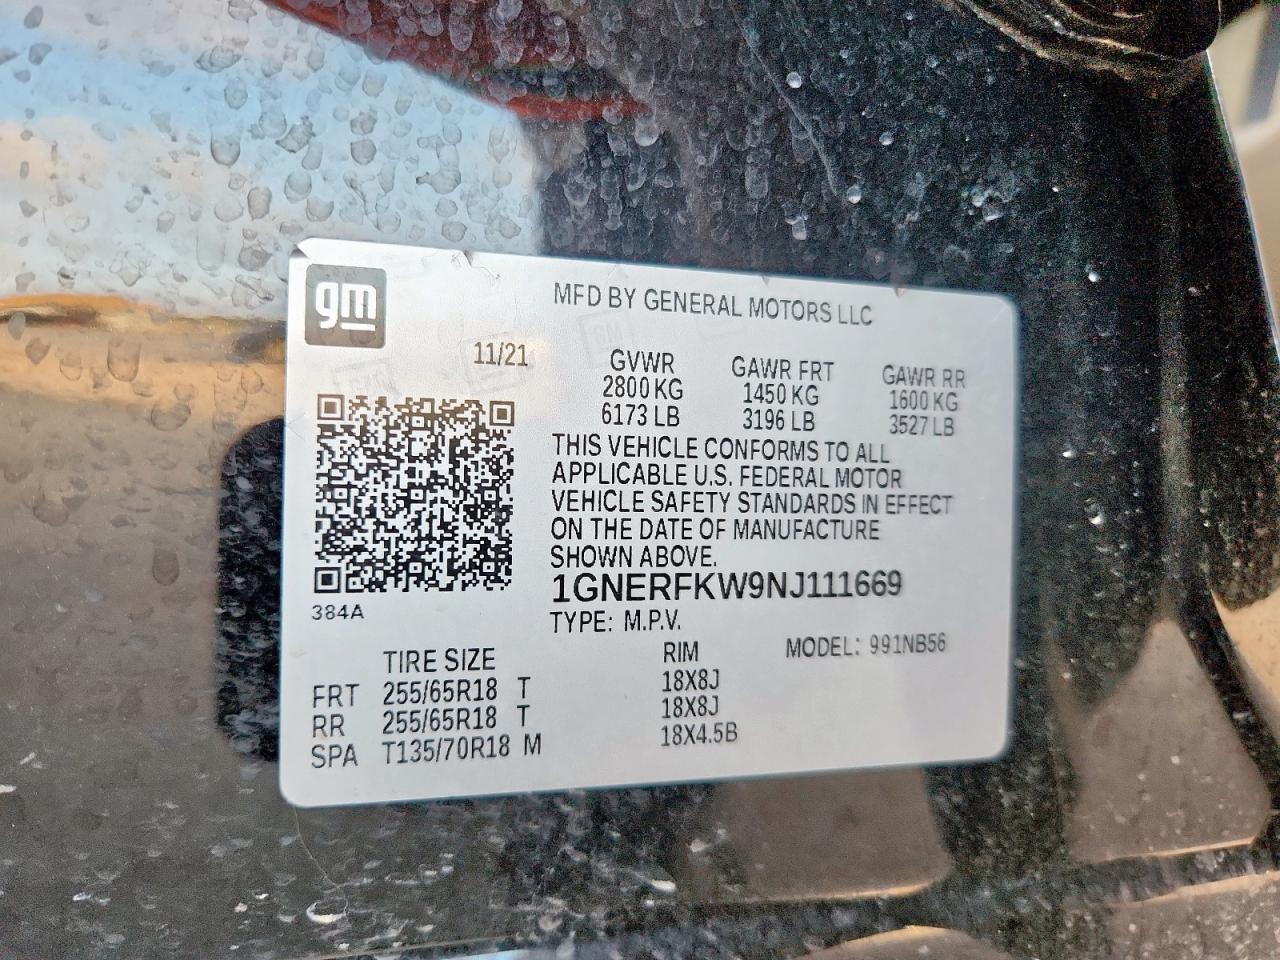 gm
MFD BY GENERAL MOTORS LLC
11/21
GVWR GAWR FRT GAWR RR
2800 KG 1450 KG 1600 KG
6173 LB 3196 LB 3527 LB
THIS VEHICLE CONFORMS TO ALL
APPLICABLE U.S. FEDERAL MOTOR
VEHICLE SAFETY STANDARDS IN EFFECT
ON THE DATE OF MANUFACTURE
SHOWN ABOVE.
1GNERFKW9NJ111669
384A
TYPE: M.P.V.
TIRE SIZE RIM MODEL: 991NB56
FRT 255/65R18 T 18X8J
RR 255/65R18 T 18X8J
SPA T135/70R18 M 18X4.5B